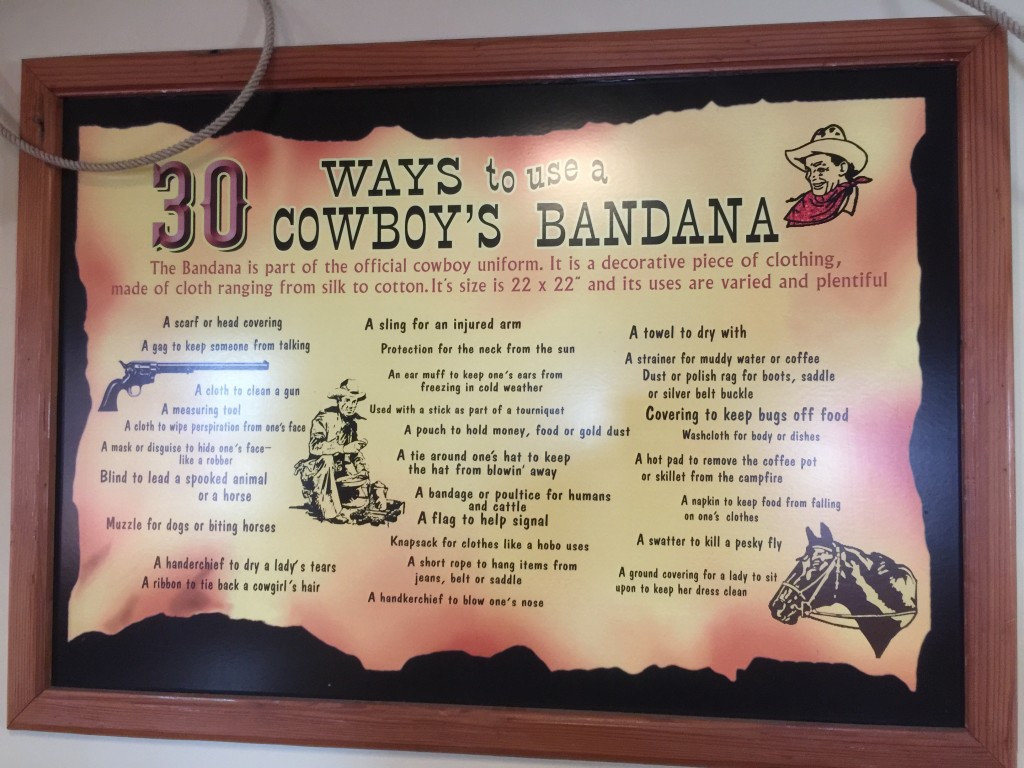 30 WAYS to use a
COWBOY'S BANDANA
The Bandana is part of the official cowboy uniform. It is a decorative piece of clothing,
made of cloth ranging from silk to cotton. It's size is 22 x 22" and its uses are varied and plentiful
A scarf or head covering
A gag to keep someone from talking
A cloth to clean a gun
A measuring tool
A cloth to wipe perspiration from one's face
A mask or disguise to hide one's face—
like a robber
Blind to lead a spooked animal
or a horse
Muzzle for dogs or biting horses
A handerchief to dry a lady's tears
A ribbon to tie back a cowgirl's hair
A sling for an injured arm
Protection for the neck from the sun
An ear muff to keep one's ears from
freezing in cold weather
Used with a stick as part of a tourniquet
A pouch to hold money, food or gold dust
A tie around one's hat to keep
the hat from blowin' away
A bandage or poultice for humans
and cattle
A flag to help signal
Knapsack for clothes like a hobo uses
A short rope to hang items from
jeans, belt or saddle
A handkerchief to blow one's nose
A towel to dry with
A strainer for muddy water or coffee
Dust or polish rag for boots, saddle
or silver belt buckle
Covering to keep bugs off food
Washcloth for body or dishes
A hot pad to remove the coffee pot
or skillet from the campfire
A napkin to keep food from falling
on one's clothes
A swatter to kill a pesky fly
A ground covering for a lady to sit
upon to keep her dress clean